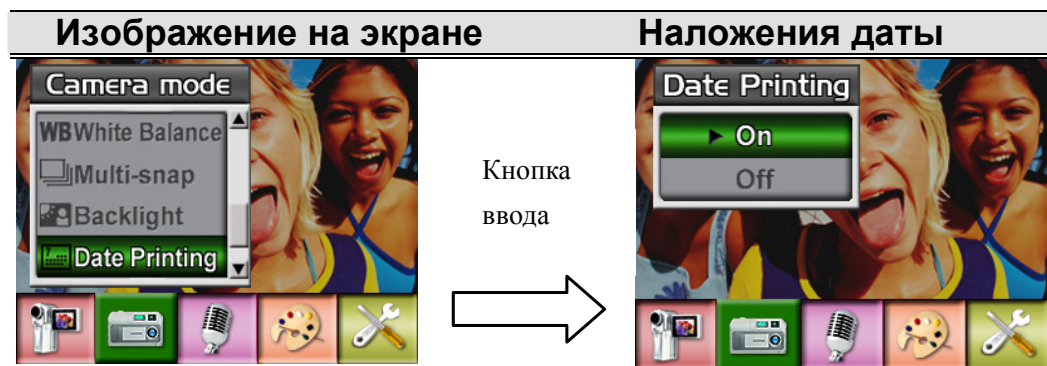 Изображение на экране
Наложения даты
Camera mode
WB White Balance
Multi-snap
Backlight
7 Date Printing
Кнопка
ввода
Date Printing
On
Off